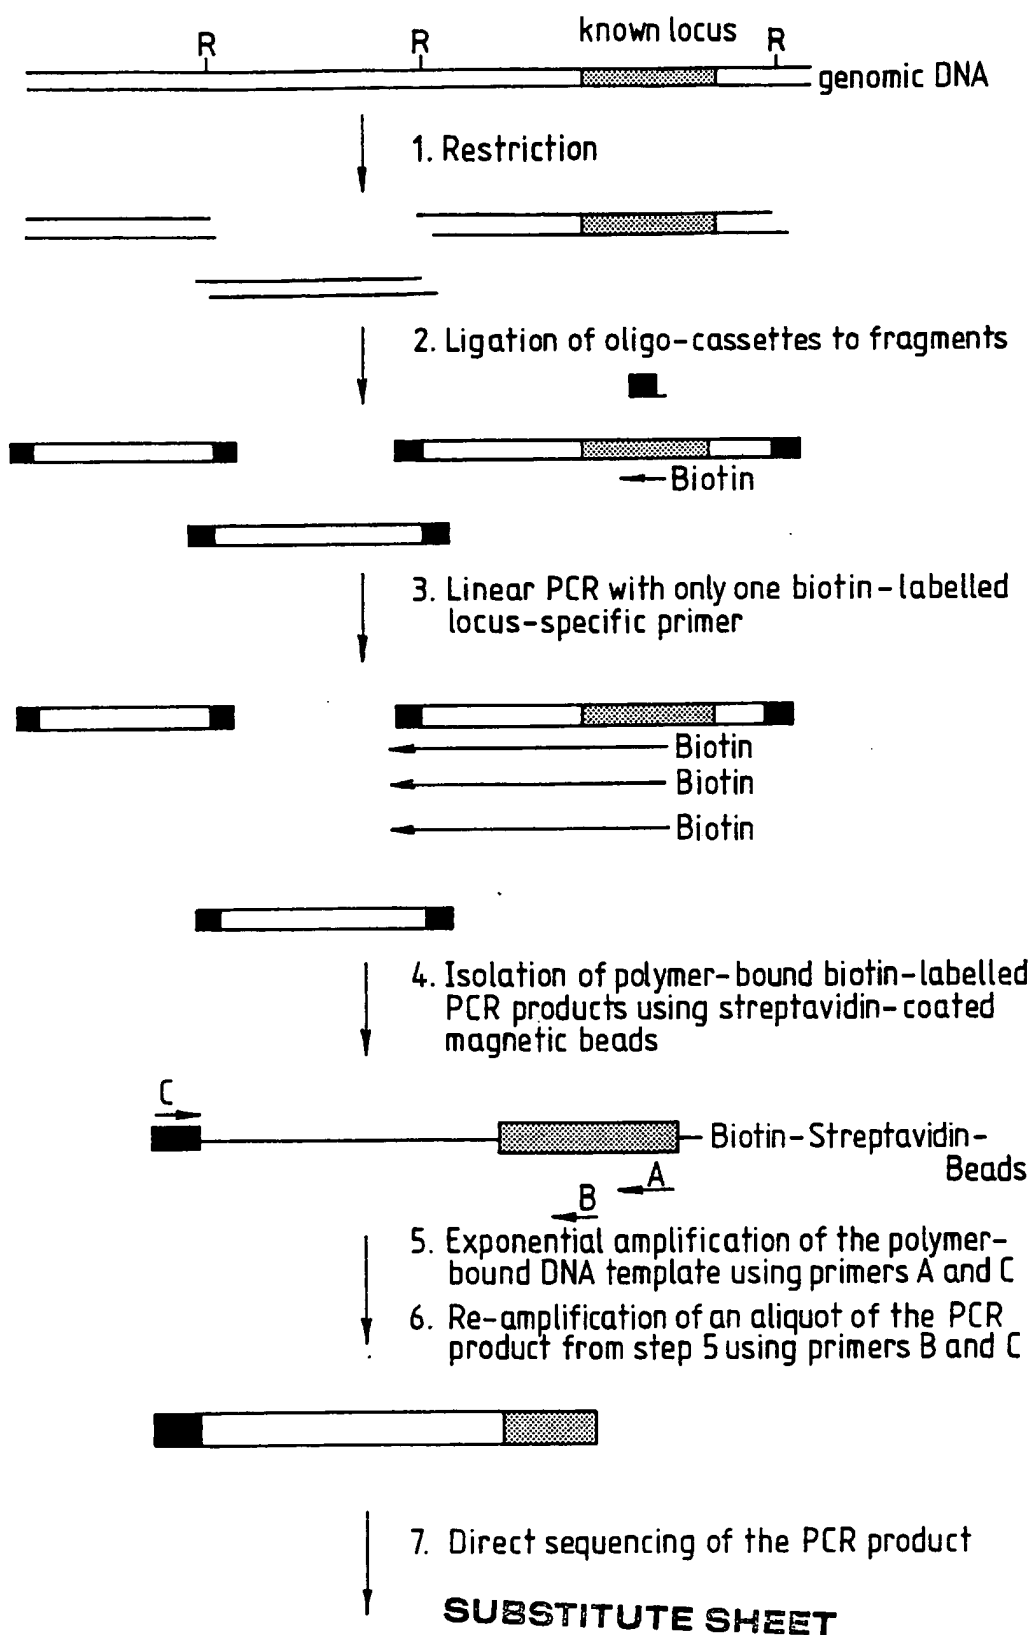 known locus
R R R
genomic DNA
1. Restriction
2. Ligation of oligo-cassettes to fragments
Biotin
3. Linear PCR with only one biotin-labelled
locus-specific primer
Biotin
Biotin
Biotin
4. Isolation of polymer-bound biotin-labelled
PCR products using streptavidin-coated
magnetic beads
C
Biotin-Streptavidin-
Beads
A
B
5. Exponential amplification of the polymer-
bound DNA template using primers A and C
6. Re-amplification of an aliquot of the PCR
product from step 5 using primers B and C
7. Direct sequencing of the PCR product
SUBSTITUTE SHEET